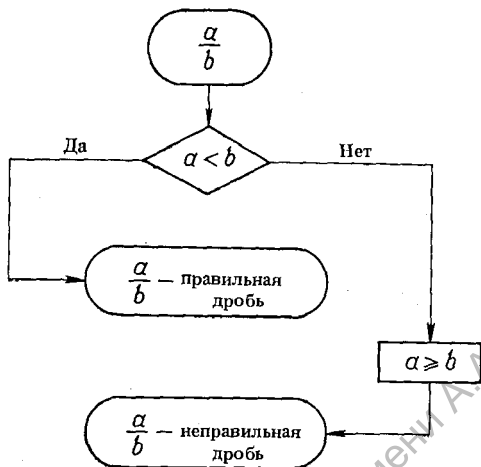 a/b
Да
a < b
Нет
a/b — правильная
дробь
a ⩾ b
a/b — неправильная
дробь